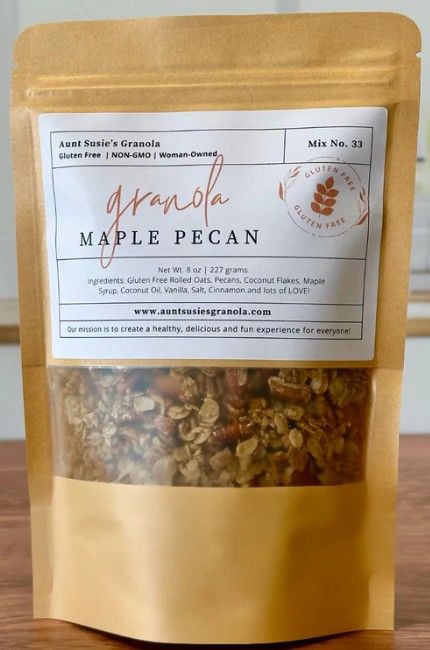 Aunt Susie's Granola
Gluten Free | NON-GMO | Woman-Owned
Mix No. 33
granola
MAPLE PECAN
GLUTEN FREE
GLUTEN FREE
Net Wt. 8 oz | 227 grams
Ingredients: Gluten Free Rolled Oats, Pecans, Coconut Flakes, Maple
Syrup, Coconut Oil, Vanilla, Salt, Cinnamon and lots of LOVE!
www.auntsusiesgranola.com
Our mission is to create a healthy, delicious and fun experience for everyone!